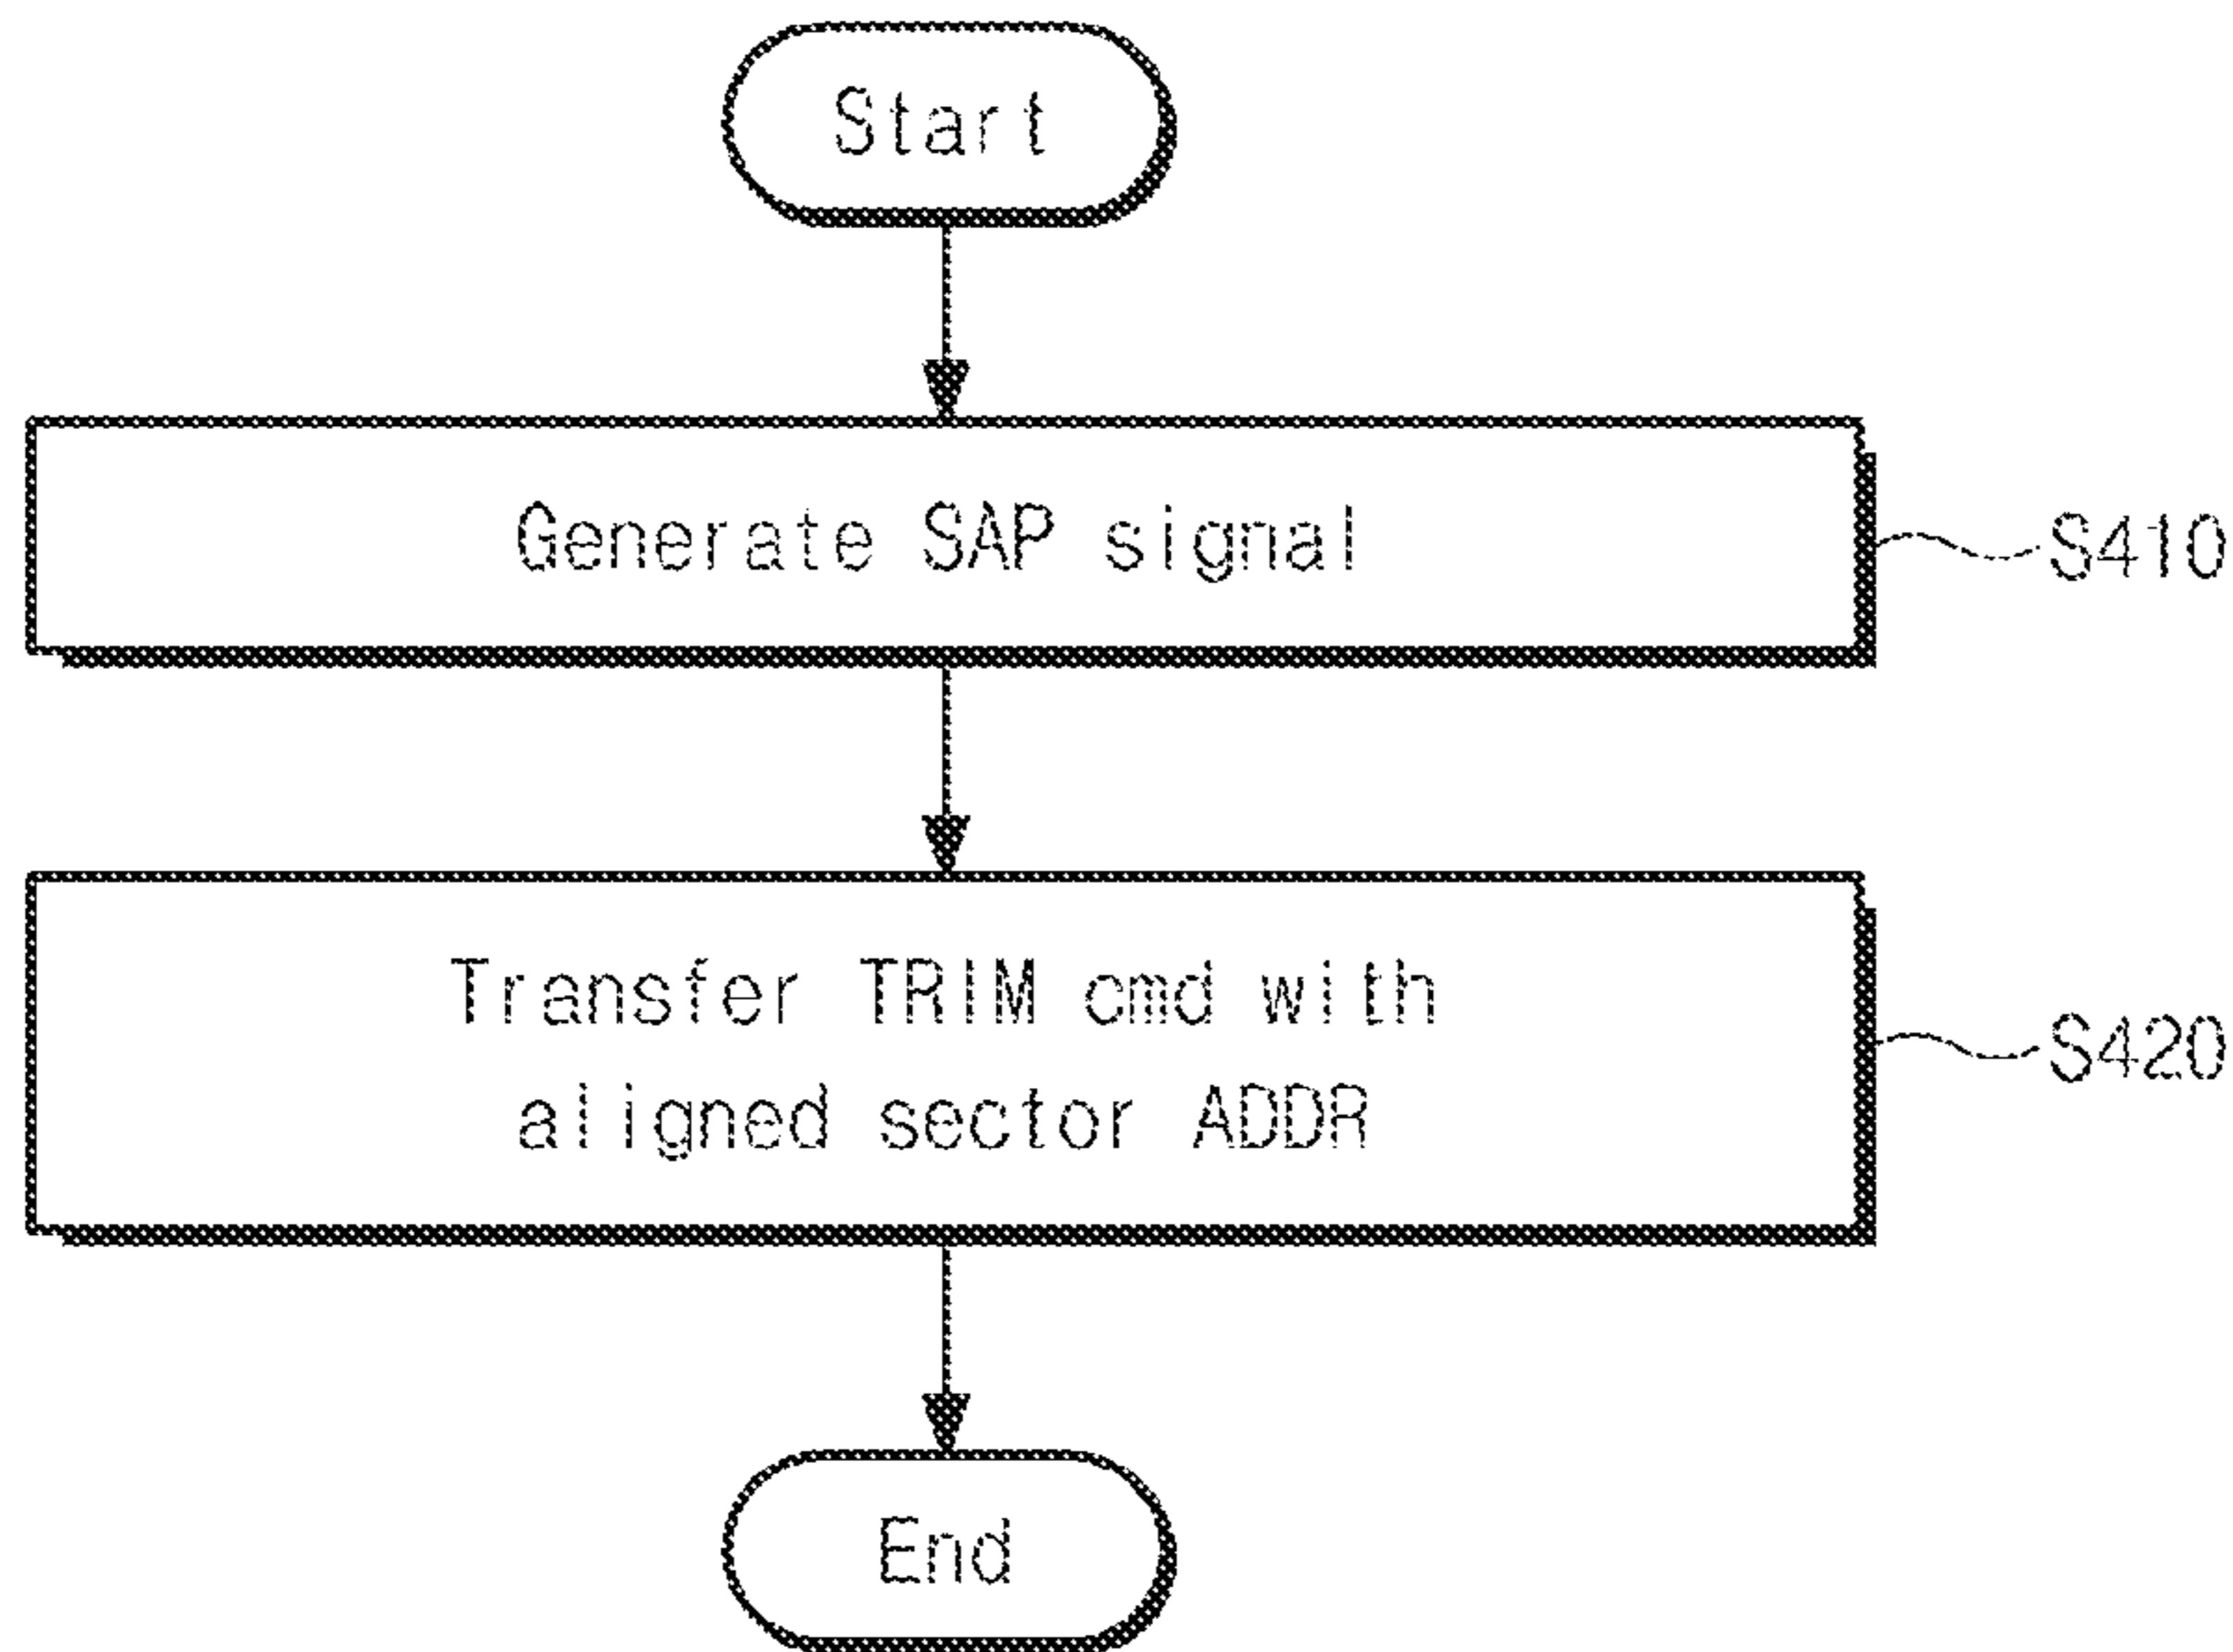 Start
Generate SAP signal
S410
Transfer TRIM cmd with
aligned sector ADDR
S420
End